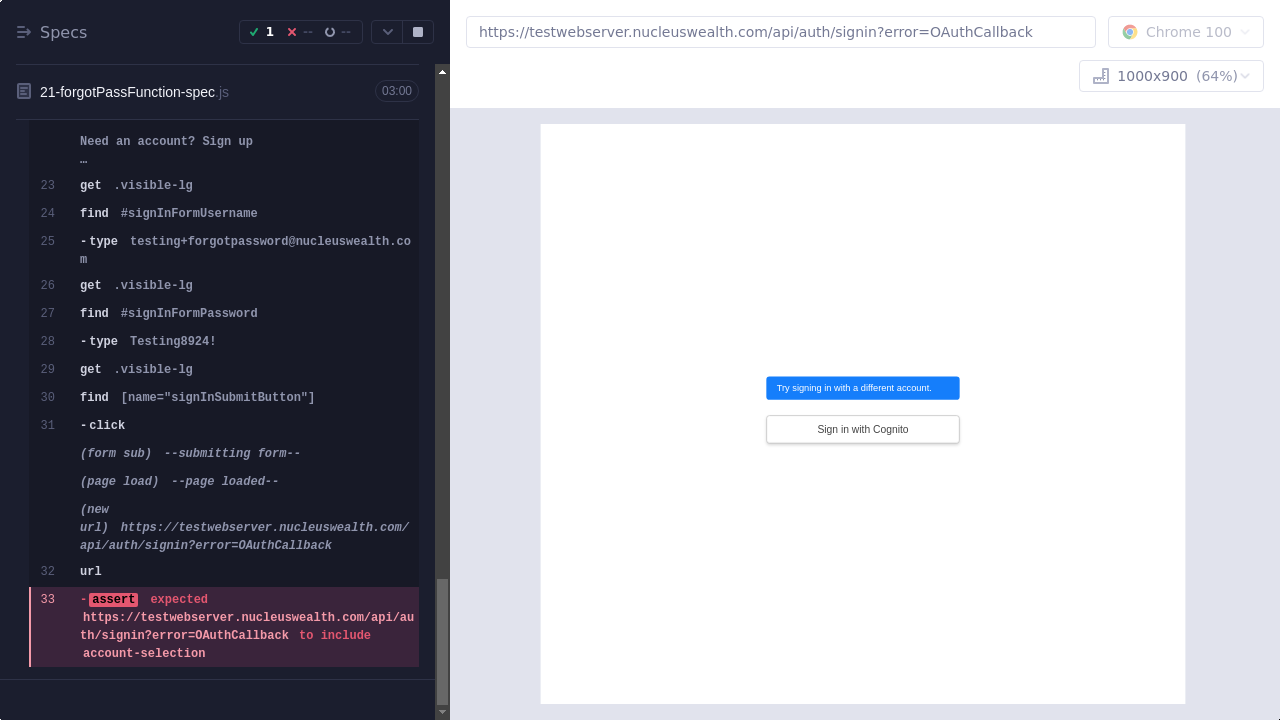 Specs
1 -- --
21-forgotPassFunction-spec.js
03:00
Need an account? Sign up
…
23 get .visible-lg
24 find #signInFormUsername
25 -type testing+forgotpassword@nucleuswealth.co
m
26 get .visible-lg
27 find #signInFormPassword
28 -type Testing8924!
29 get .visible-lg
30 find [name="signInSubmitButton"]
31 -click
(form sub) --submitting form--
(page load) --page loaded--
(new
url) https://testwebserver.nucleuswealth.com/
api/auth/signin?error=OAuthCallback
32 url
33 -assert expected
https://testwebserver.nucleuswealth.com/api/au
th/signin?error=OAuthCallback to include
account-selection
https://testwebserver.nucleuswealth.com/api/auth/signin?error=OAuthCallback
Chrome 100
1000x900 (64%)
Try signing in with a different account.
Sign in with Cognito